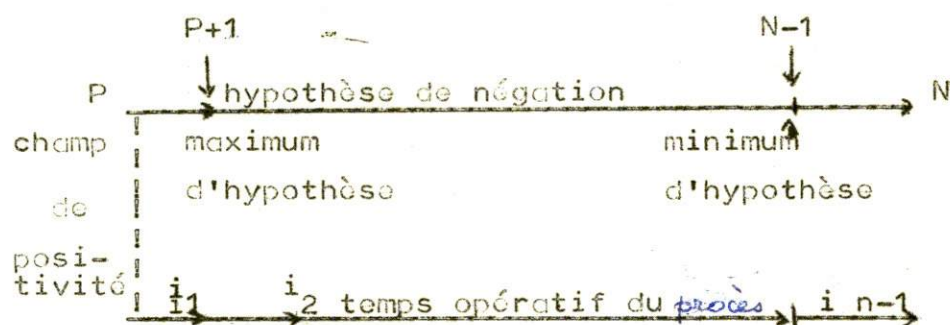 P+1 N-1
P hypothèse de négation N
champ maximum minimum
d'hypothèse d'hypothèse
de
posi-
tivité i1 i2 temps opératif du procès i n-1